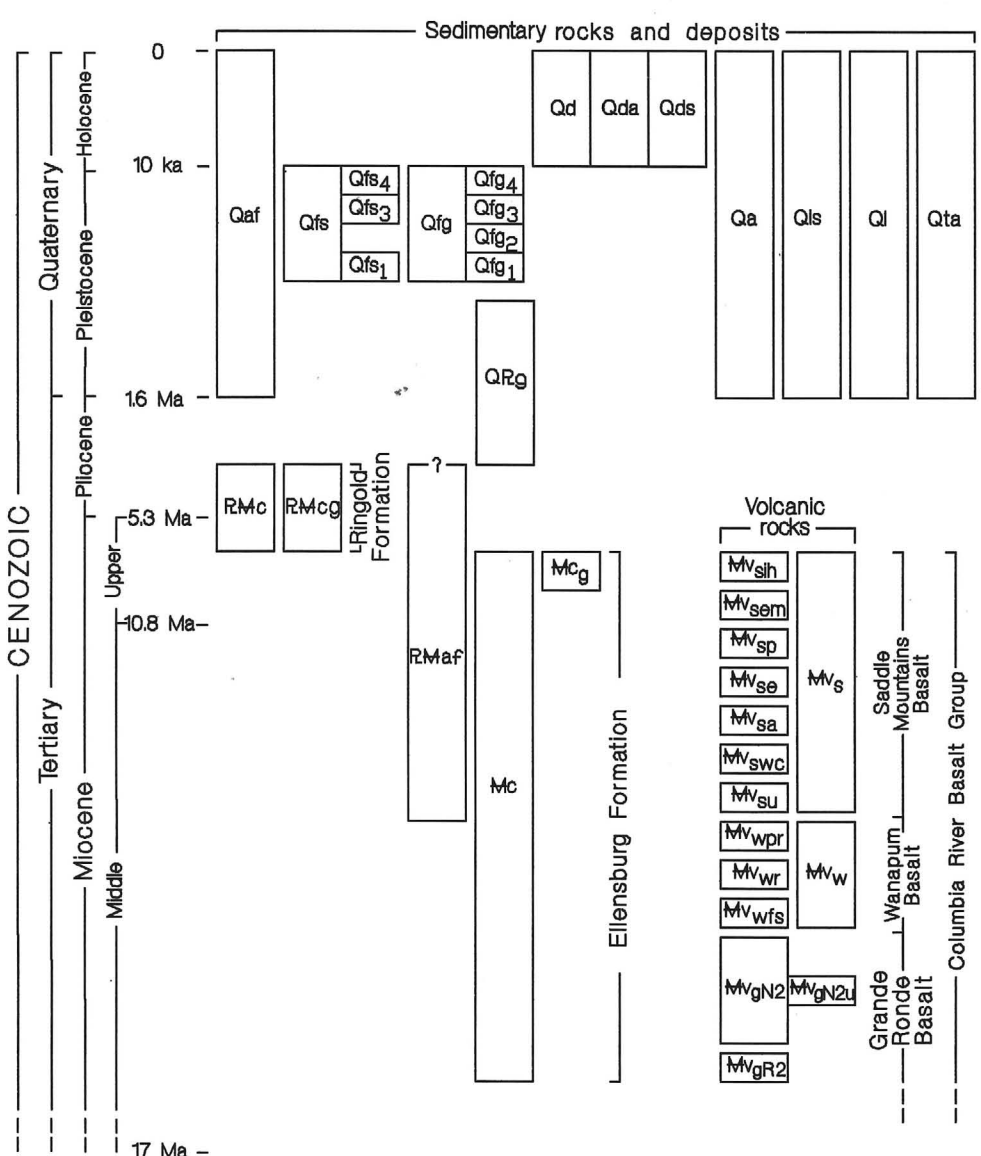 Sedimentary rocks and deposits
0
10 ka
1.6 Ma
5.3 Ma
10.8 Ma
17 Ma
CENOZOIC
Quaternary
Tertiary
Holocene
Pleistocene
Pliocene
Miocene
Upper
Middle
Qaf
Qfs
Qfs4
Qfs3
Qfs1
Qfg
Qfg4
Qfg3
Qfg2
Qfg1
Qd
Qda
Qds
Qa
Qls
Ql
Qta
QRg
RMc
RMcg
Ringold
Formation
?
RMaf
Mc
Mcg
Ellensburg Formation
Volcanic
rocks
Mvsih
Mvsem
Mvsp
Mvse
Mvsa
Mvswc
Mvsu
Mvs
Mvwpr
Mvwr
Mvwfs
Mvw
MvgN2
MvgN2u
MvgR2
Saddle
Mountains
Basalt
Wanapum
Basalt
Grande
Ronde
Basalt
Columbia River Basalt Group